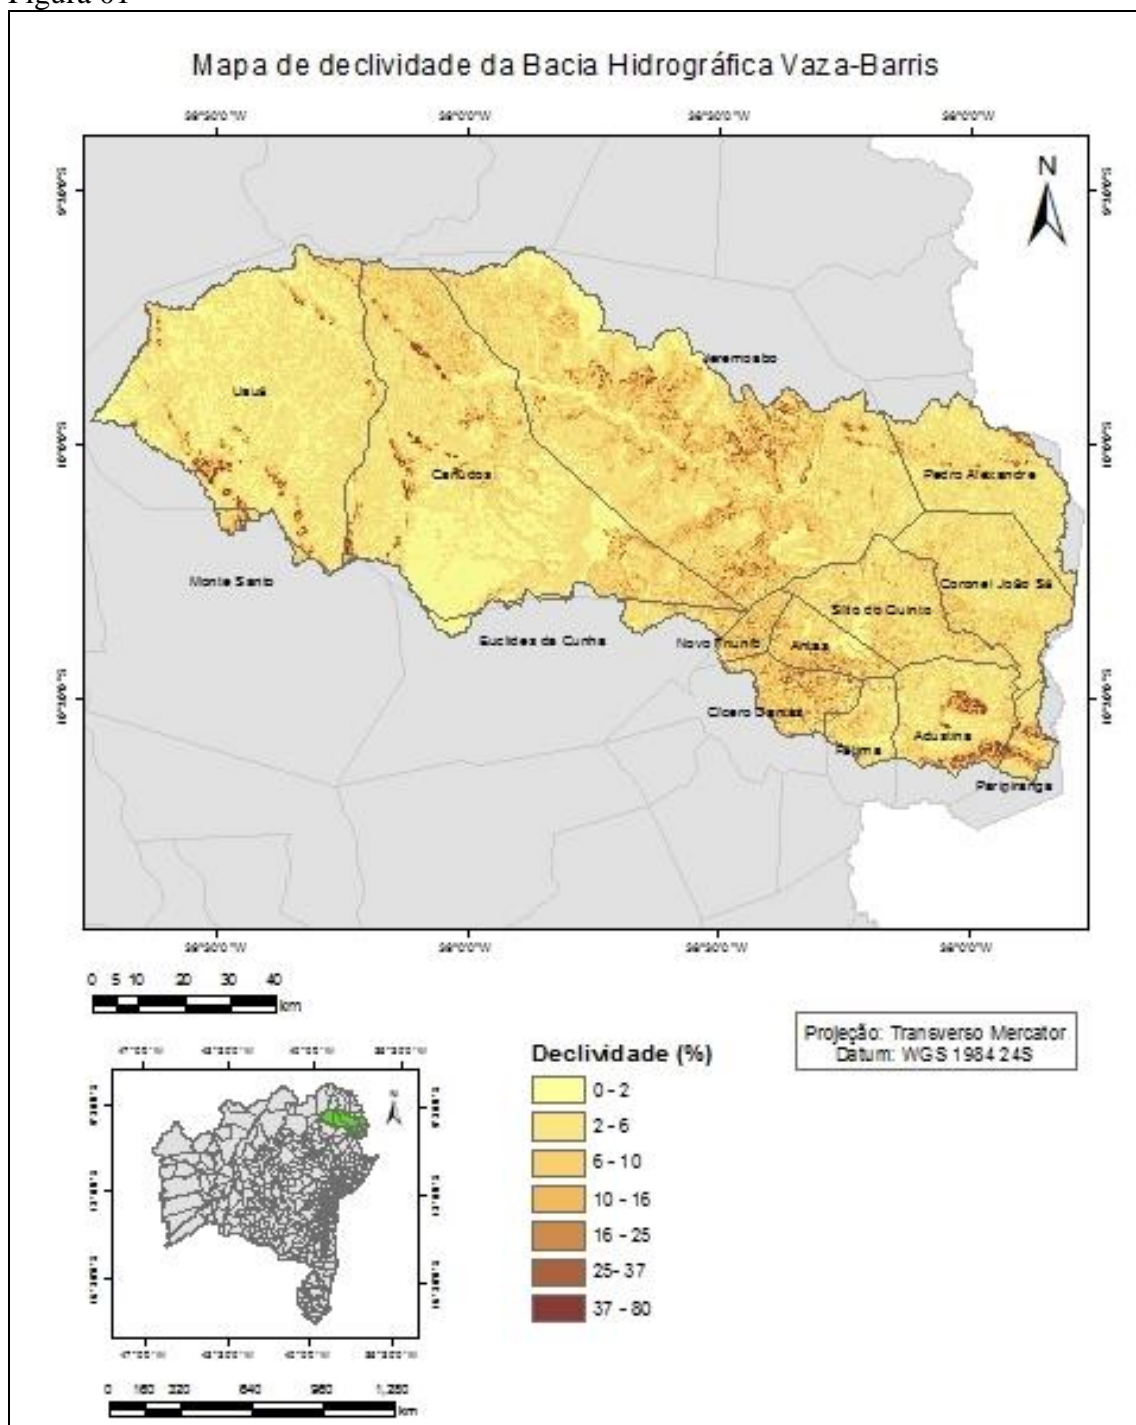 Figura 01
Mapa de declividade da Bacia Hidrográfica Vaza-Barris
N
Jeremoabo
Uauá
Canudos
Pedro Alexandre
Monte Santo
Coronel João Sá
Sitio do Quinto
Euclides da Cunha
Novo Triunfo
Antas
Cícero Dantas
Adustina
Fátima
Paripiranga
0 5 10 20 30 40
km
Projeção: Transverso Mercator
Datum: WGS 1984 24S
Declividade (%)
0 - 2
2 - 6
6 - 10
10 - 16
16 - 25
25- 37
37 - 80
N
0 160 320 640 960 1,280
km